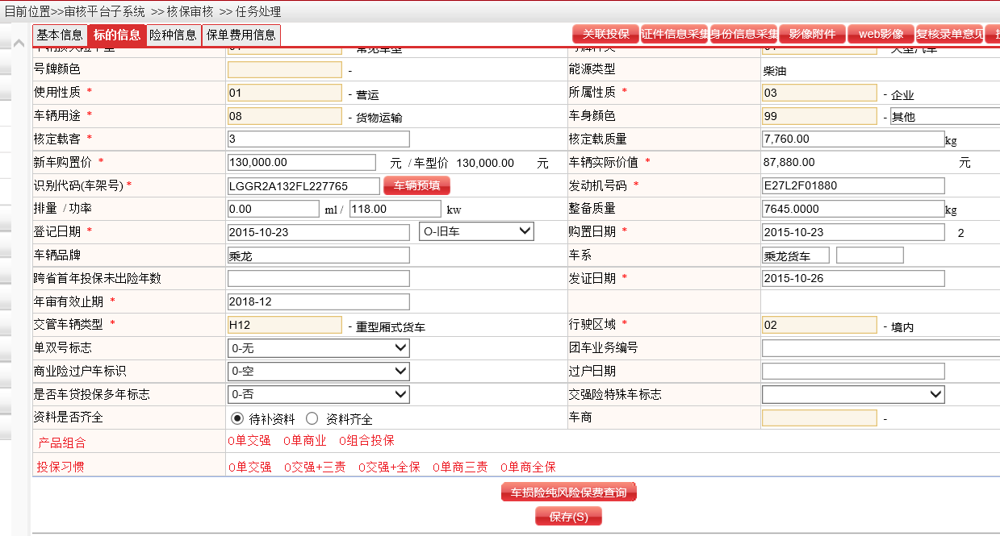 目前位置>>审核平台子系统 >> 核保审核 >> 任务处理
基本信息 标的信息 险种信息 保单费用信息 关联投保 证件信息采集 身份信息采集 影像附件 web影像 复核录单意见
号牌颜色 - 能源类型 柴油
使用性质 * 01 - 营运 所属性质 * 03 - 企业
车辆用途 * 08 - 货物运输 车身颜色 99 - 其他
核定载客 * 3 核定载质量 7,760.00 kg
新车购置价 * 130,000.00 元 / 车型价 130,000.00 元 车辆实际价值 * 87,880.00 元
识别代码(车架号) * LGGR2A132FL227765 车辆预填 发动机号码 * E27L2F01880
排量 / 功率 0.00 ml / 118.00 kw 整备质量 7645.0000 kg
登记日期 * 2015-10-23 O-旧车 购置日期 * 2015-10-23 2
车辆品牌 乘龙 车系 乘龙货车
跨省首年投保未出险年数 发证日期 * 2015-10-26
年审有效止期 * 2018-12
交管车辆类型 * H12 - 重型厢式货车 行驶区域 * 02 - 境内
单双号标志 0-无 团车业务编号
商业险过户车标识 0-空 过户日期
是否车贷投保多年标志 0-否 交强险特殊车标志
资料是否齐全 待补资料 资料齐全 车商 -
产品组合 0单交强 0单商业 0组合投保
投保习惯 0单交强 0交强+三责 0交强+全保 0单商三责 0单商全保
车损险纯风险保费查询
保存(S)